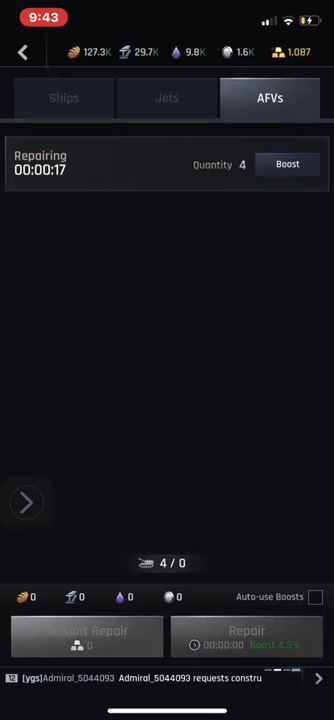 9:43
127.3K 29.7K 9.8K 1.6K 1,087
Ships Jets AFVs
Repairing
00:00:17
Quantity 4 Boost
4 / 0
0 0 0 0 Auto-use Boosts
Instant Repair
0
Repair
00:00:00 Boost 4.3%
12 [ygs]Admiral_5044093 Admiral_5044093 requests constru